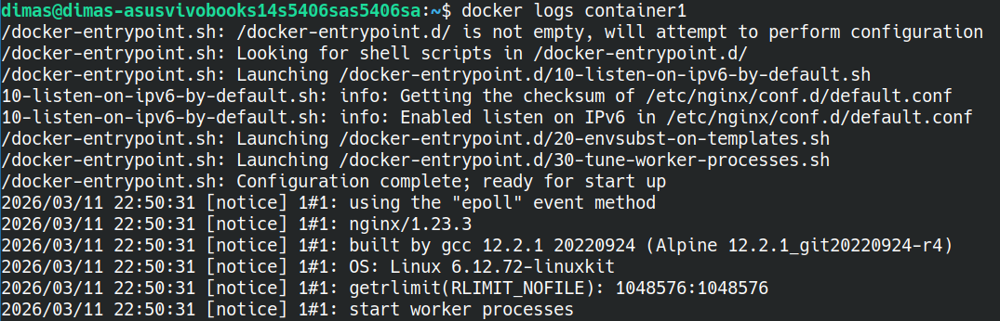 dimas@dimas-asusvivobooks14s5406sas5406sa:~$ docker logs container1
/docker-entrypoint.sh: /docker-entrypoint.d/ is not empty, will attempt to perform configuration
/docker-entrypoint.sh: Looking for shell scripts in /docker-entrypoint.d/
/docker-entrypoint.sh: Launching /docker-entrypoint.d/10-listen-on-ipv6-by-default.sh
10-listen-on-ipv6-by-default.sh: info: Getting the checksum of /etc/nginx/conf.d/default.conf
10-listen-on-ipv6-by-default.sh: info: Enabled listen on IPv6 in /etc/nginx/conf.d/default.conf
/docker-entrypoint.sh: Launching /docker-entrypoint.d/20-envsubst-on-templates.sh
/docker-entrypoint.sh: Launching /docker-entrypoint.d/30-tune-worker-processes.sh
/docker-entrypoint.sh: Configuration complete; ready for start up
2026/03/11 22:50:31 [notice] 1#1: using the "epoll" event method
2026/03/11 22:50:31 [notice] 1#1: nginx/1.23.3
2026/03/11 22:50:31 [notice] 1#1: built by gcc 12.2.1 20220924 (Alpine 12.2.1_git20220924-r4)
2026/03/11 22:50:31 [notice] 1#1: OS: Linux 6.12.72-linuxkit
2026/03/11 22:50:31 [notice] 1#1: getrlimit(RLIMIT_NOFILE): 1048576:1048576
2026/03/11 22:50:31 [notice] 1#1: start worker processes